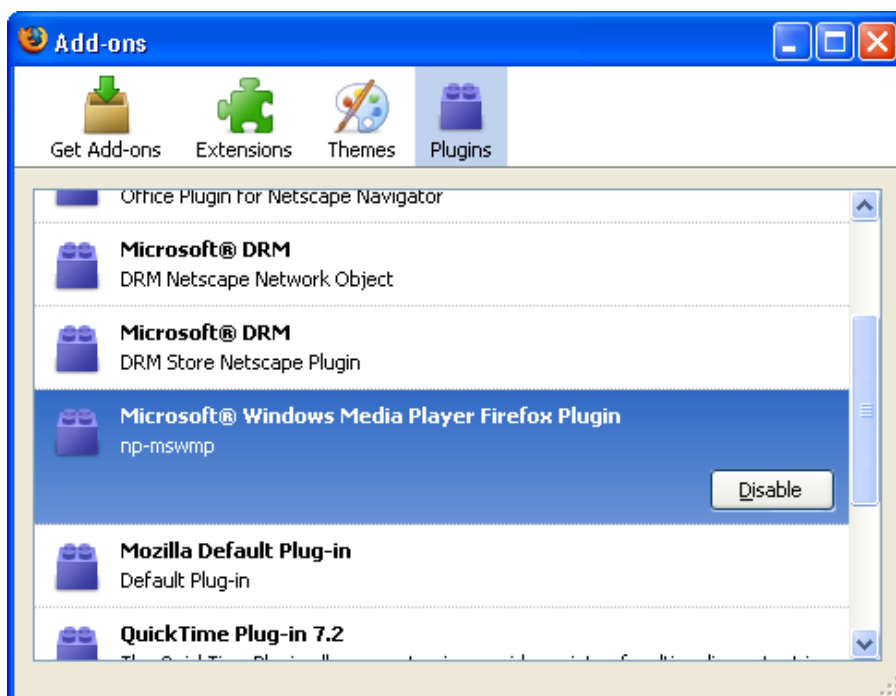 Add-ons
Get Add-ons Extensions Themes Plugins
Office Plugin for Netscape Navigator
Microsoft® DRM
DRM Netscape Network Object
Microsoft® DRM
DRM Store Netscape Plugin
Microsoft® Windows Media Player Firefox Plugin
np-mswmp
Disable
Mozilla Default Plug-in
Default Plug-in
QuickTime Plug-in 7.2